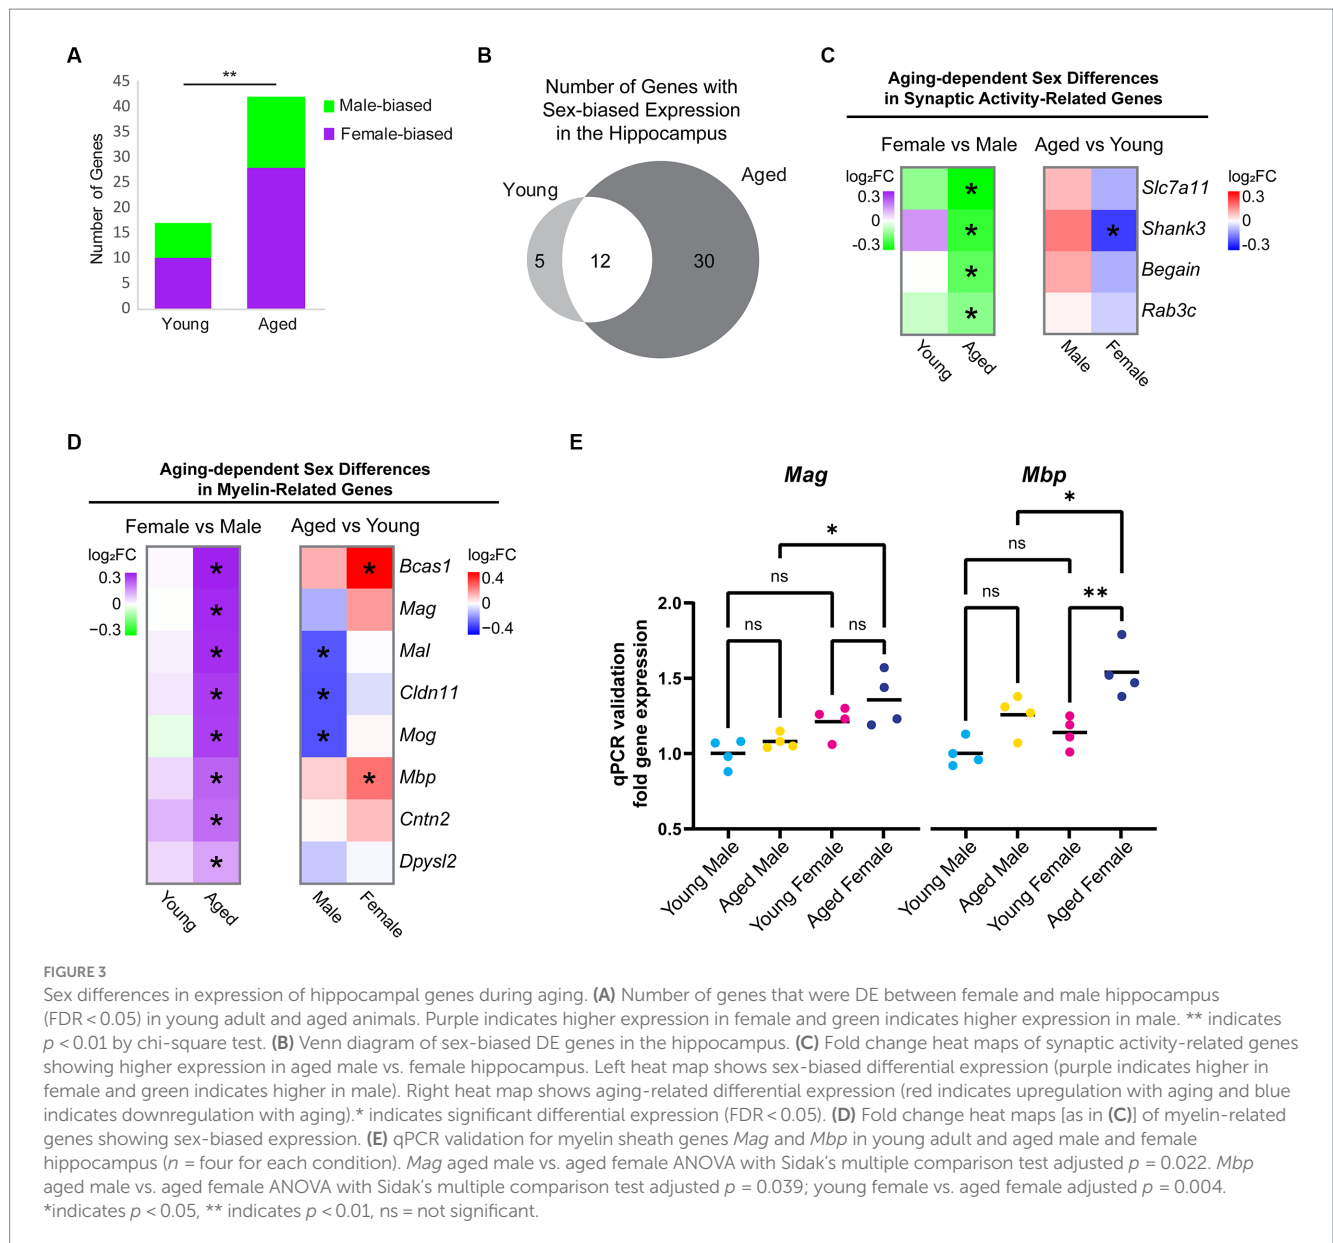 A
45
40
35
30
25
20
15
10
5
0
Number of Genes
**
Male-biased
Female-biased
Young
Aged
B
Number of Genes with
Sex-biased Expression
in the Hippocampus
Young
Aged
5
12
30
C
Aging-dependent Sex Differences
in Synaptic Activity-Related Genes
Female vs Male
Aged vs Young
log₂FC
0.3
0
-0.3
*
*
*
*
*
Slc7a11
Shank3
Begain
Rab3c
log₂FC
0.3
0
-0.3
Young
Aged
Male
Female
D
Aging-dependent Sex Differences
in Myelin-Related Genes
Female vs Male
Aged vs Young
log₂FC
0.3
0
−0.3
*
*
*
*
*
*
*
*
*
*
*
*
*
Bcas1
Mag
Mal
Cldn11
Mog
Mbp
Cntn2
Dpysl2
log₂FC
0.4
0
−0.4
Young
Aged
Male
Female
E
Mag
Mbp
qPCR validation
fold gene expression
2.0
1.5
1.0
0.5
*
ns
ns
ns
*
ns
ns
**
Young Male
Aged Male
Young Female
Aged Female
Young Male
Aged Male
Young Female
Aged Female
FIGURE 3
Sex differences in expression of hippocampal genes during aging. (A) Number of genes that were DE between female and male hippocampus
(FDR < 0.05) in young adult and aged animals. Purple indicates higher expression in female and green indicates higher expression in male. ** indicates
p < 0.01 by chi-square test. (B) Venn diagram of sex-biased DE genes in the hippocampus. (C) Fold change heat maps of synaptic activity-related genes
showing higher expression in aged male vs. female hippocampus. Left heat map shows sex-biased differential expression (purple indicates higher in
female and green indicates higher in male). Right heat map shows aging-related differential expression (red indicates upregulation with aging and blue
indicates downregulation with aging).* indicates significant differential expression (FDR < 0.05). (D) Fold change heat maps [as in (C)] of myelin-related
genes showing sex-biased expression. (E) qPCR validation for myelin sheath genes Mag and Mbp in young adult and aged male and female
hippocampus (n = four for each condition). Mag aged male vs. aged female ANOVA with Sidak's multiple comparison test adjusted p = 0.022. Mbp
aged male vs. aged female ANOVA with Sidak's multiple comparison test adjusted p = 0.039; young female vs. aged female adjusted p = 0.004.
*indicates p < 0.05, ** indicates p < 0.01, ns = not significant.